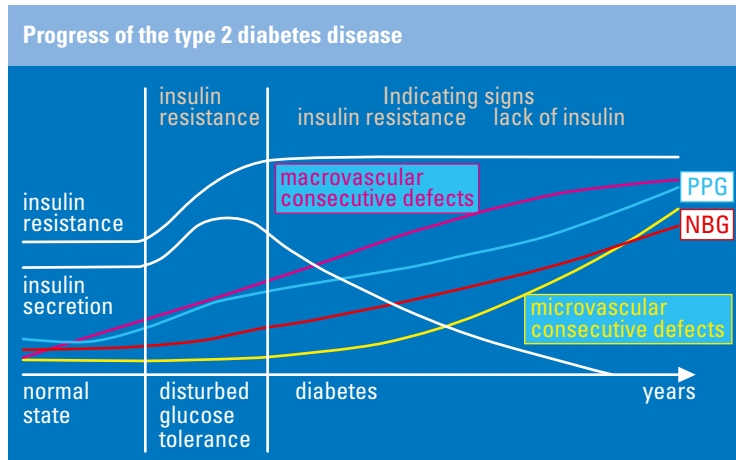 Progress of the type 2 diabetes disease
insulin
resistance
Indicating signs
insulin resistance lack of insulin
macrovascular
consecutive defects
PPG
insulin
resistance
NBG
insulin
secretion
microvascular
consecutive defects
normal
state
disturbed
glucose
tolerance
diabetes
years